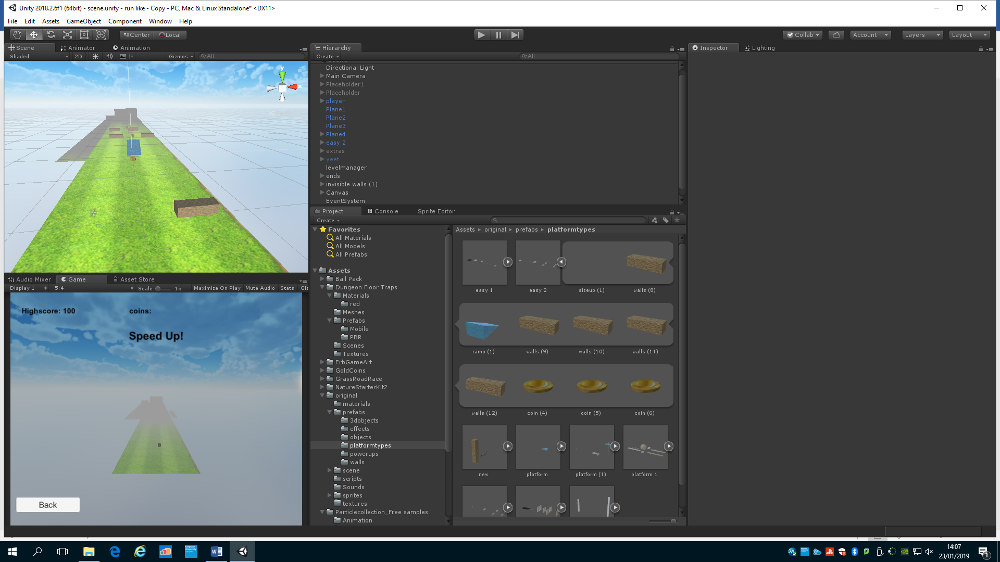 Unity 2018.2.6f1 (64bit) - scene.unity - run like - Copy - PC, Mac & Linux Standalone* <DX11>
File Edit Assets GameObject Component Window Help
Center Local
Collab Account Layers Layout
Scene Animator Animation
Shaded 2D Gizmos All
y
x
Persp
Hierarchy
Create All
Directional Light
Main Camera
Placeholder1
Placeholder
player
Plane1
Plane2
Plane3
Plane4
easy 2
extras
yeet
levelmanager
ends
invisible walls (1)
Canvas
EventSystem
Inspector Lighting
Audio Mixer Game Asset Store
Display 1 5:4 Scale 1x Maximize On Play Mute Audio Stats Giz
Highscore: 100 coins:
Speed Up!
Back
Project Console Sprite Editor
Create
Favorites
All Materials
All Models
All Prefabs
Assets
Ball Pack
Dungeon Floor Traps
Materials
red
Meshes
Prefabs
Mobile
PBR
Scenes
Textures
ErbGameArt
GoldCoins
GrassRoadRace
NatureStarterKit2
original
materials
prefabs
3dobjects
effects
objects
platformtypes
powerups
walls
scene
scripts
Sounds
sprites
textures
Particlecollection_Free samples
Animation
Assets original prefabs platformtypes
easy 1 easy 2 sizeup (1) walls (8)
ramp (1) walls (9) walls (10) walls (11)
walls (12) coin (4) coin (5) coin (6)
new platform platform (1) platform 1
14:07
23/01/2019
1